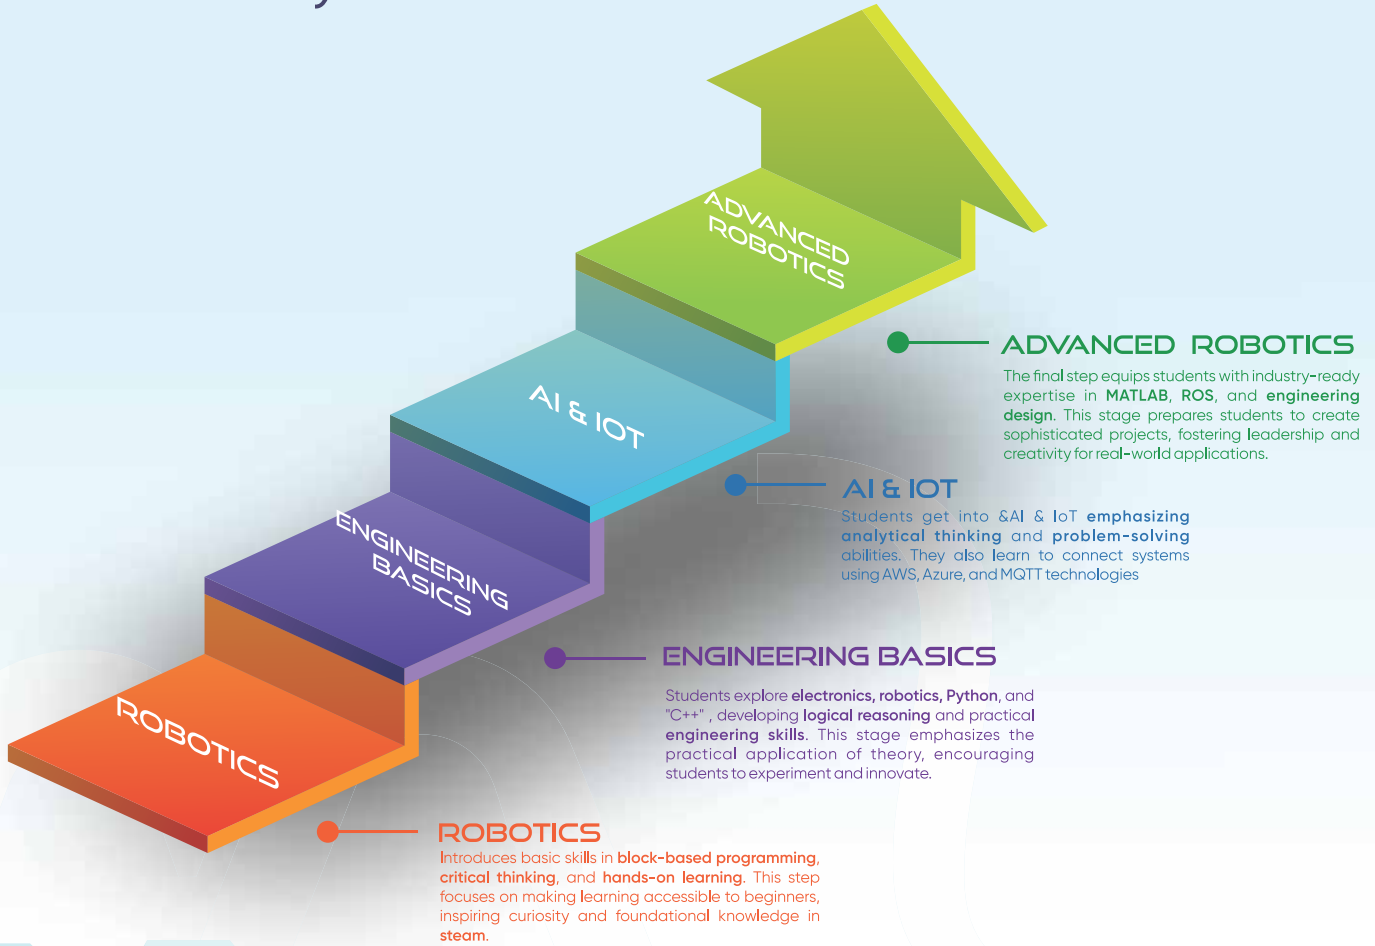 ADVANCED
ROBOTICS
AI & IOT
ENGINEERING
BASICS
ROBOTICS
ADVANCED ROBOTICS
The final step equips students with industry-ready
expertise in MATLAB, ROS, and engineering
design. This stage prepares students to create
sophisticated projects, fostering leadership and
creativity for real-world applications.
AI & IOT
Students get into &AI & IoT emphasizing
analytical thinking and problem-solving
abilities. They also learn to connect systems
using AWS, Azure, and MQTT technologies
ENGINEERING BASICS
Students explore electronics, robotics, Python, and
"C++" , developing logical reasoning and practical
engineering skills. This stage emphasizes the
practical application of theory, encouraging
students to experiment and innovate.
ROBOTICS
Introduces basic skills in block-based programming,
critical thinking, and hands-on learning. This step
focuses on making learning accessible to beginners,
inspiring curiosity and foundational knowledge in
steam.